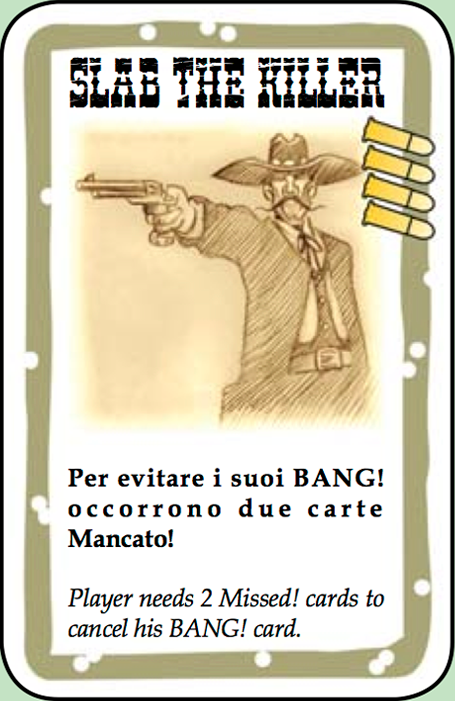 SLAB THE KILLER
Per evitare i suoi BANG!
occorrono due carte
Mancato!
Player needs 2 Missed! cards to
cancel his BANG! card.